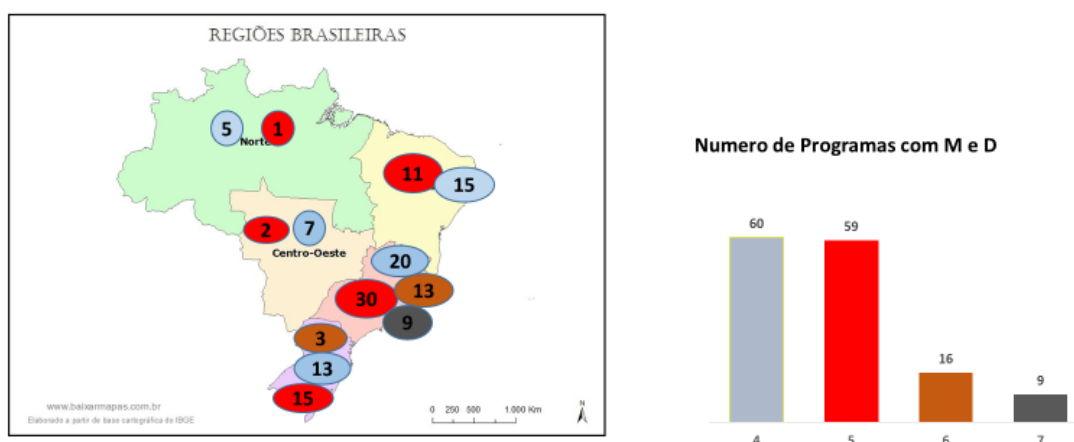 REGIÕES BRASILEIRAS
5
1
Norte
11
15
2
7
Centro-Oeste
20
30
13
9
3
13
15
www.baixarmapas.com.br
Elaborado a partir de base cartográfica do IBGE
0 250 500 1.000 Km
N
Numero de Programas com M e D
60
59
16
9
4
5
6
7